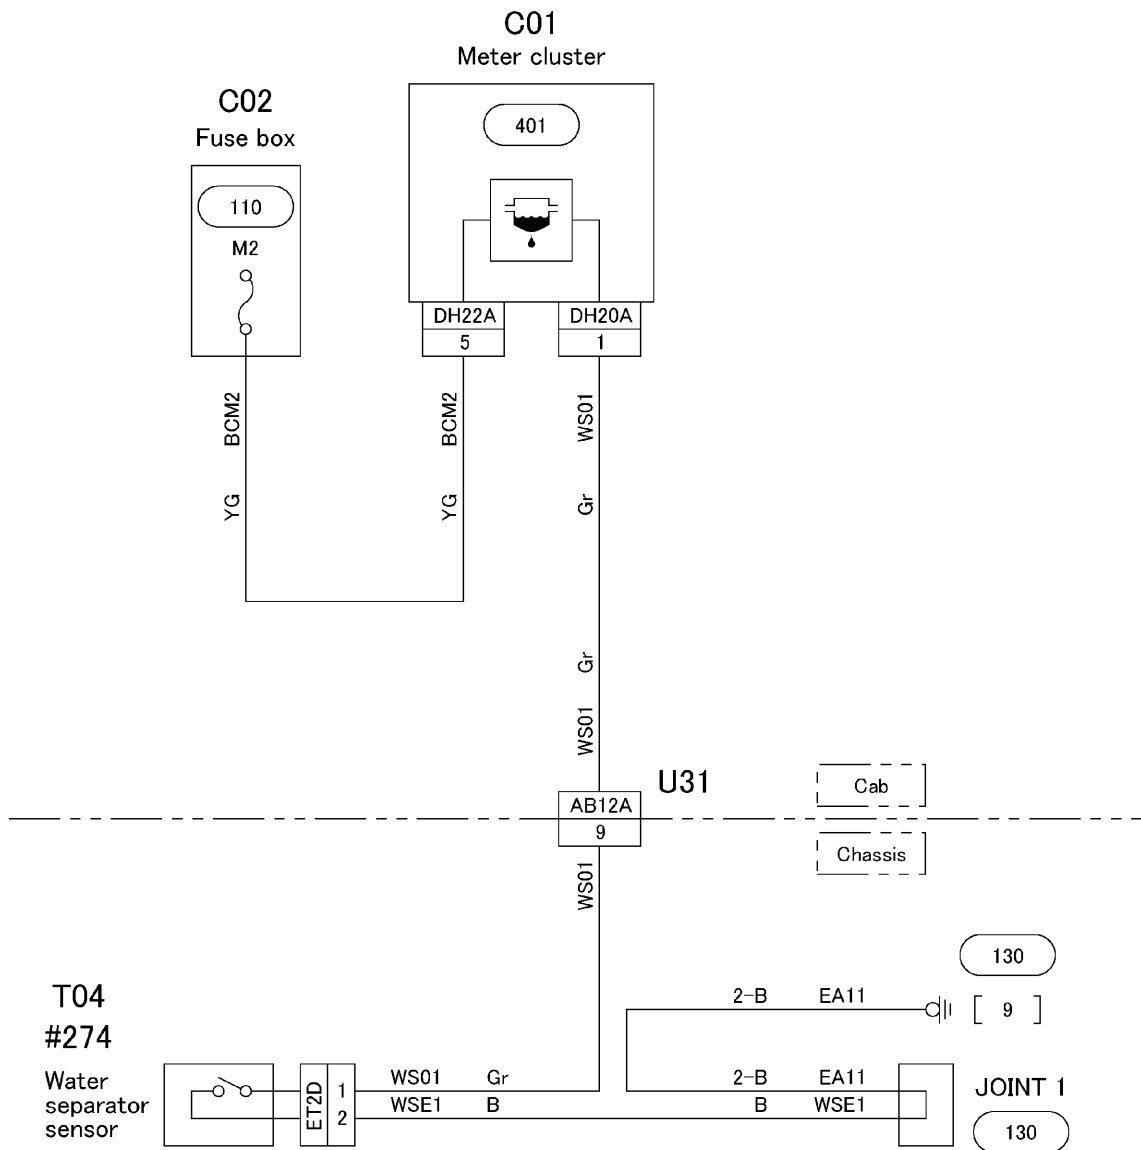 C01
Meter cluster
401
C02
Fuse box
110
M2
DH22A
5
DH20A
1
BCM2
YG
BCM2
YG
WS01
Gr
Gr
WS01
U31
AB12A
9
Cab
Chassis
WS01
130
2-B EA11
[ 9 ]
T04
#274
Water
separator
sensor
ET2D
1
2
WS01 Gr
WSE1 B
2-B EA11
B WSE1
JOINT 1
130